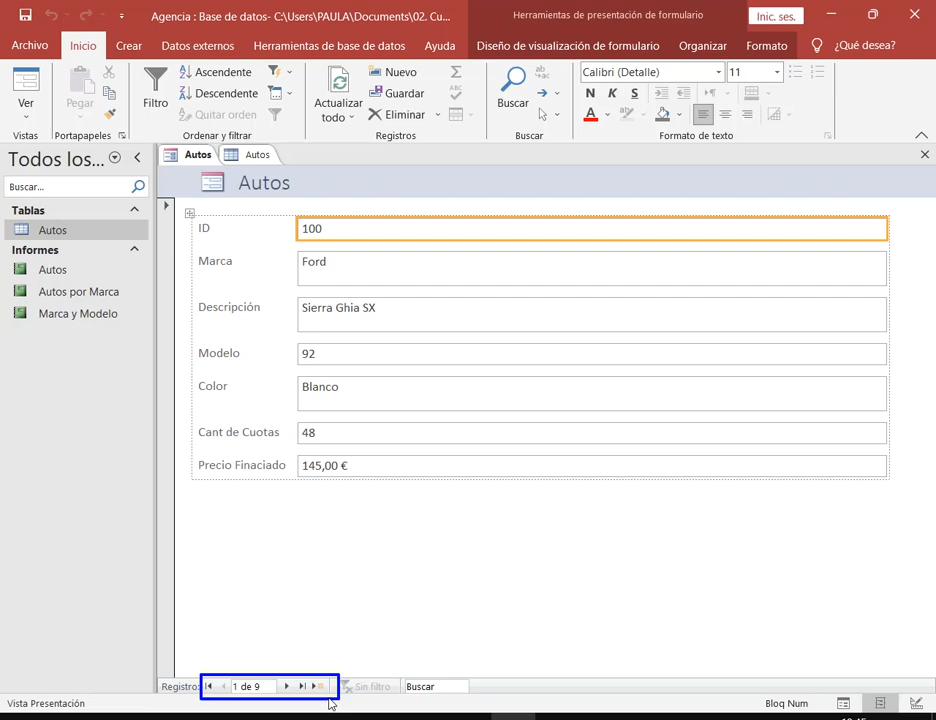 Agencia : Base de datos- C:\Users\PAULA\Documents\02. Cu...
Herramientas de presentación de formulario
Inic. ses.
Archivo
Inicio
Crear
Datos externos
Herramientas de base de datos
Ayuda
Diseño de visualización de formulario
Organizar
Formato
¿Qué desea?
Ver
Vistas
Pegar
Portapapeles
Filtro
Ascendente
Descendente
Quitar orden
Ordenar y filtrar
Actualizar
todo
Nuevo
Guardar
Eliminar
Registros
Buscar
Buscar
Calibri (Detalle)
11
N K S
A
Formato de texto
Todos los...
Buscar...
Tablas
Autos
Informes
Autos
Autos por Marca
Marca y Modelo
Autos
Autos
Autos
ID
100
Marca
Ford
Descripción
Sierra Ghia SX
Modelo
92
Color
Blanco
Cant de Cuotas
48
Precio Finaciado
145,00 €
Registro:
1 de 9
Sin filtro
Buscar
Vista Presentación
Bloq Num